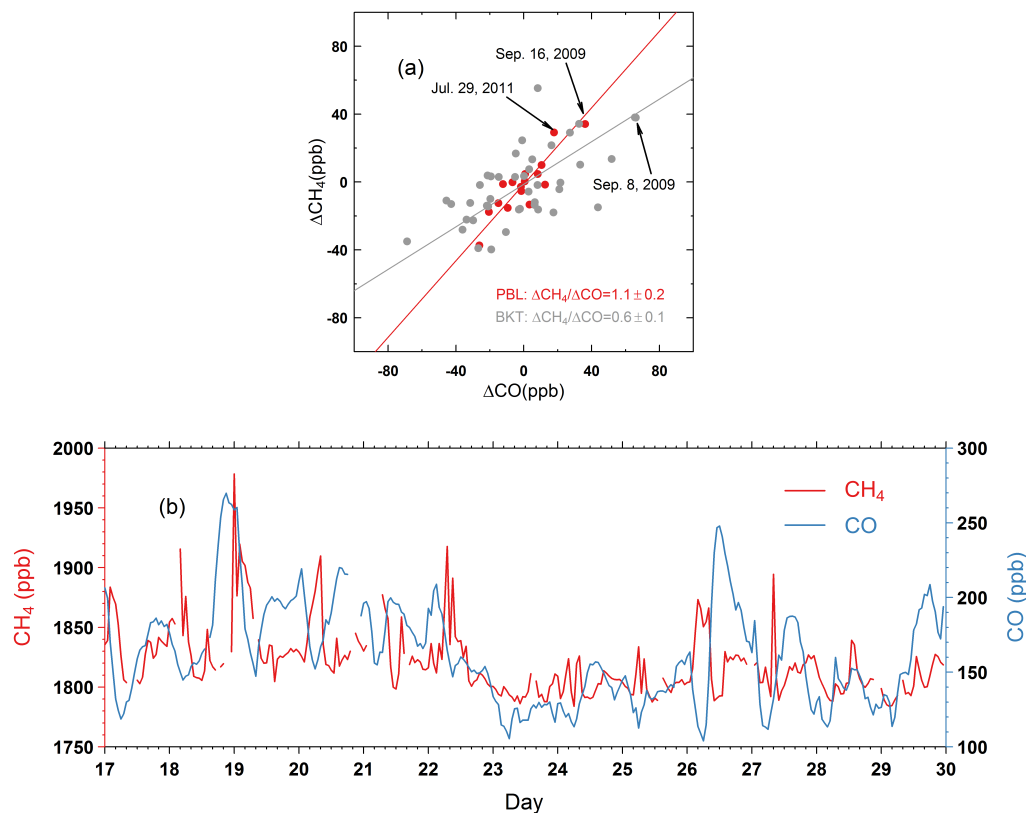 80
40
0
-40
-80
ΔCH₄(ppb)
(a)
Sep. 16, 2009
Jul. 29, 2011
Sep. 8, 2009
PBL: ΔCH₄/ΔCO=1.1±0.2
BKT: ΔCH₄/ΔCO=0.6±0.1
-80 -40 0 40 80
ΔCO(ppb)
2000
1950
1900
1850
1800
1750
CH₄ (ppb)
(b)
CH₄
CO
300
250
200
150
100
CO (ppb)
17 18 19 20 21 22 23 24 25 26 27 28 29 30
Day